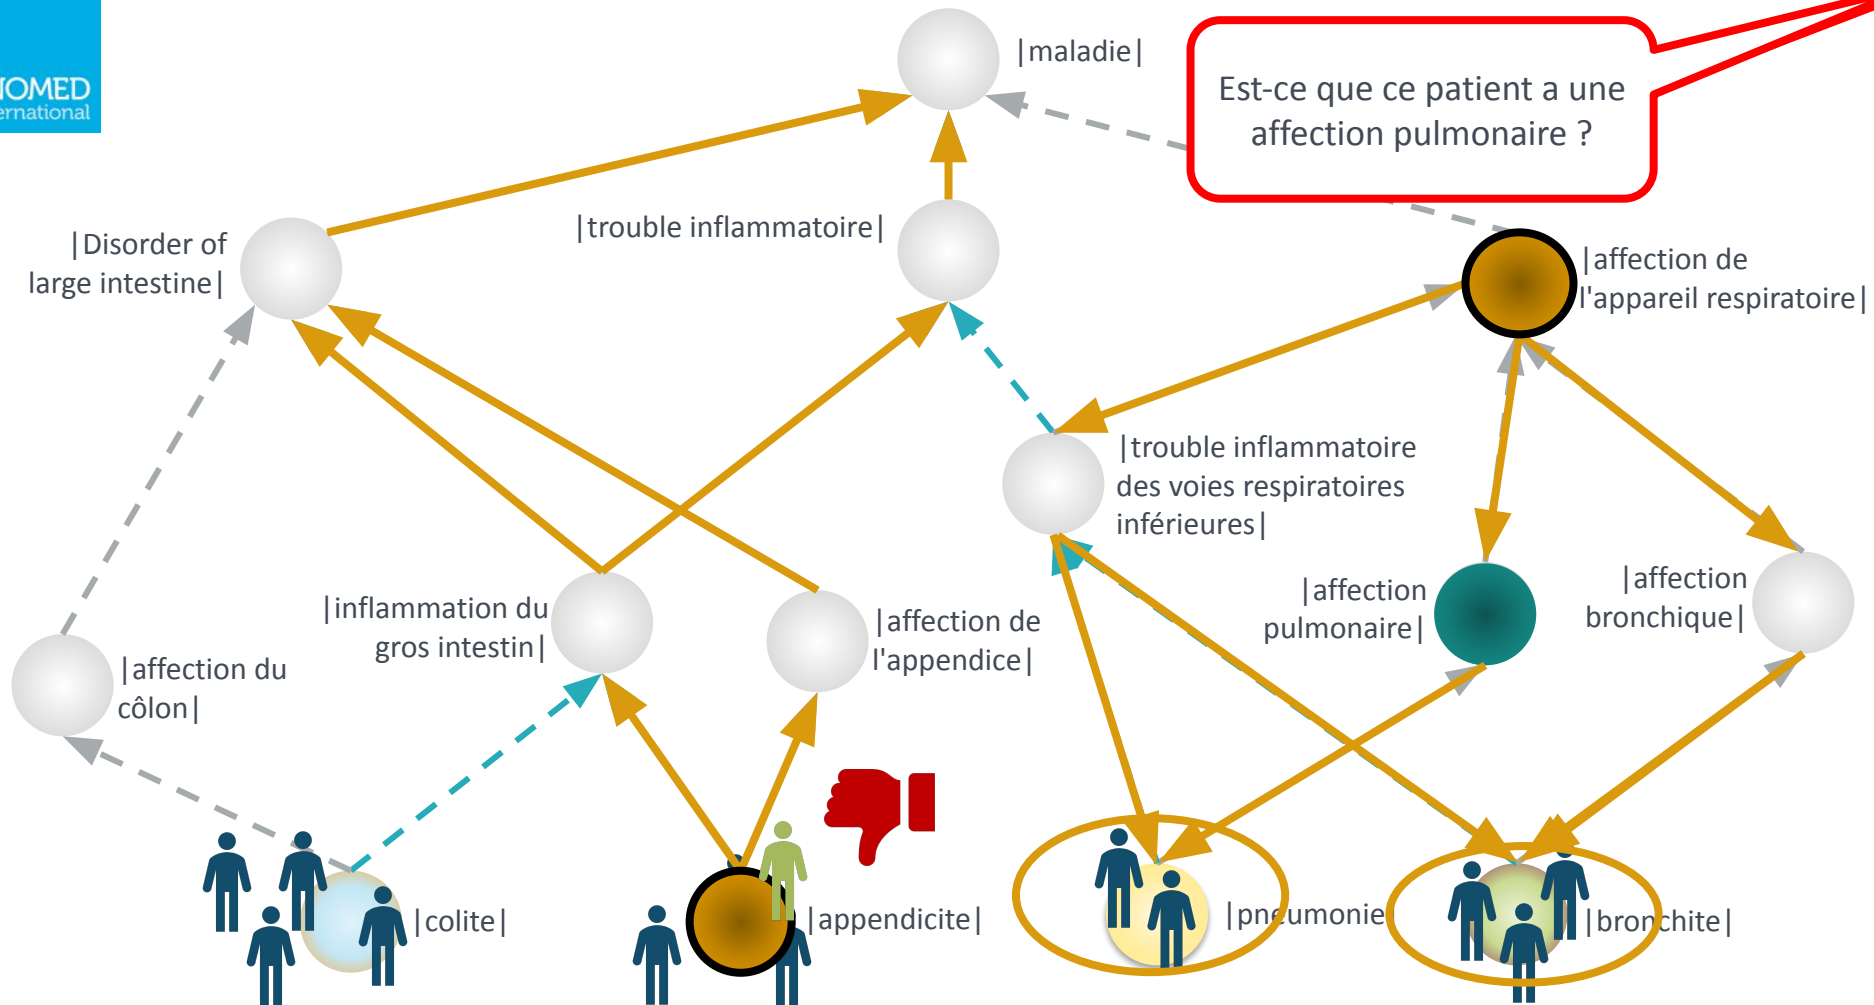 NOMED
ernational
|maladie|
Est-ce que ce patient a une
affection pulmonaire ?
|Disorder of
large intestine|
|trouble inflammatoire|
|affection de
l'appareil respiratoire|
|trouble inflammatoire
des voies respiratoires
inférieures|
|inflammation du
gros intestin|
|affection de
l'appendice|
|affection
pulmonaire|
|affection
bronchique|
|affection du
côlon|
|colite|
|appendicite|
|pneumonie
|bronchite|